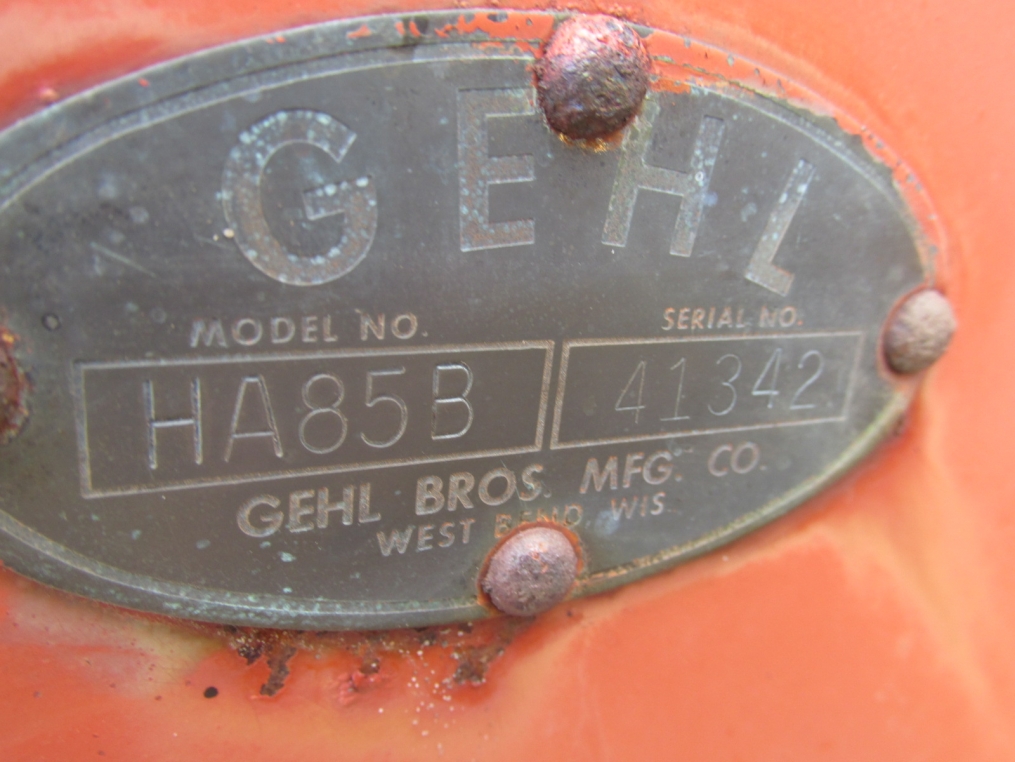 GEHL
MODEL NO. SERIAL NO.
HA85B 41342
GEHL BROS. MFG. CO.
WEST BEND, WIS